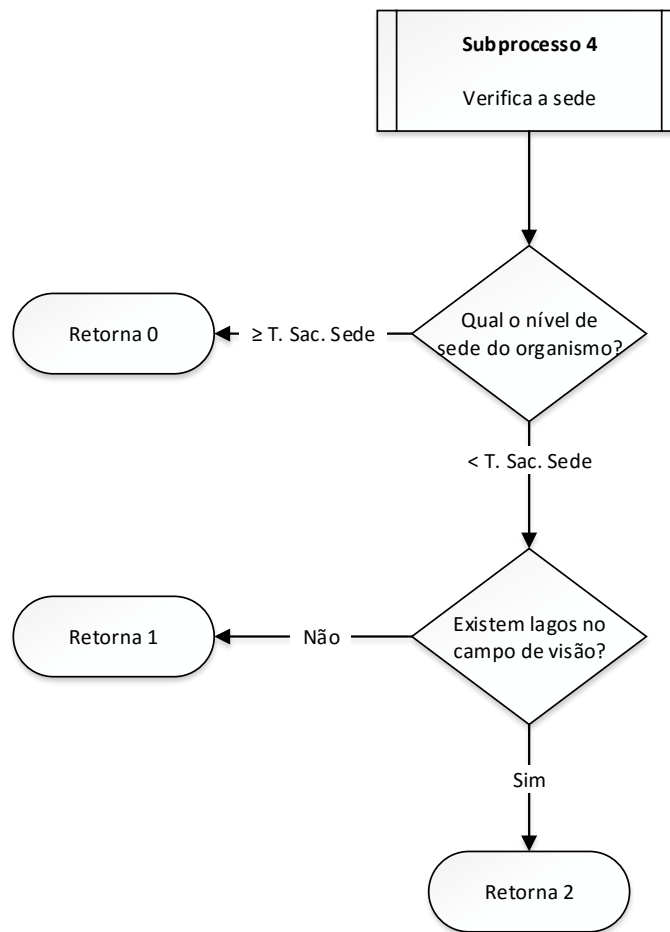 Subprocesso 4
Verifica a sede
Qual o nível de
sede do organismo?
≥ T. Sac. Sede
Retorna 0
< T. Sac. Sede
Existem lagos no
campo de visão?
Não
Retorna 1
Sim
Retorna 2